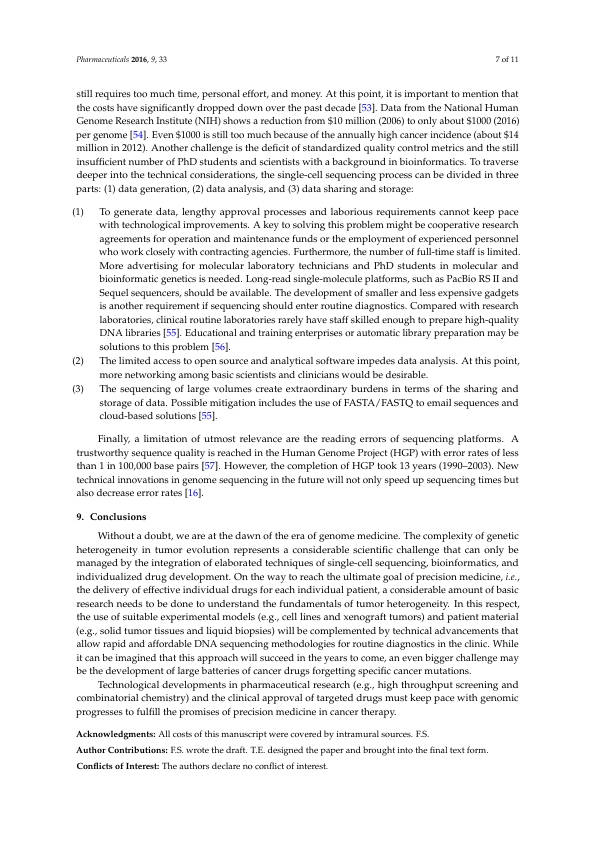 Pharmaceuticals 2016, 9, 33
7 of 11
still requires too much time, personal effort, and money. At this point, it is important to mention that
the costs have significantly dropped down over the past decade [53]. Data from the National Human
Genome Research Institute (NIH) shows a reduction from $10 million (2006) to only about $1000 (2016)
per genome [54]. Even $1000 is still too much because of the annually high cancer incidence (about $14
million in 2012). Another challenge is the deficit of standardized quality control metrics and the still
insufficient number of PhD students and scientists with a background in bioinformatics. To traverse
deeper into the technical considerations, the single-cell sequencing process can be divided in three
parts: (1) data generation, (2) data analysis, and (3) data sharing and storage:
(1) To generate data, lengthy approval processes and laborious requirements cannot keep pace
with technological improvements. A key to solving this problem might be cooperative research
agreements for operation and maintenance funds or the employment of experienced personnel
who work closely with contracting agencies. Furthermore, the number of full-time staff is limited.
More advertising for molecular laboratory technicians and PhD students in molecular and
bioinformatic genetics is needed. Long-read single-molecule platforms, such as PacBio RS II and
Sequel sequencers, should be available. The development of smaller and less expensive gadgets
is another requirement if sequencing should enter routine diagnostics. Compared with research
laboratories, clinical routine laboratories rarely have staff skilled enough to prepare high-quality
DNA libraries [55]. Educational and training enterprises or automatic library preparation may be
solutions to this problem [56].
(2) The limited access to open source and analytical software impedes data analysis. At this point,
more networking among basic scientists and clinicians would be desirable.
(3) The sequencing of large volumes create extraordinary burdens in terms of the sharing and
storage of data. Possible mitigation includes the use of FASTA/FASTQ to email sequences and
cloud-based solutions [55].
Finally, a limitation of utmost relevance are the reading errors of sequencing platforms. A
trustworthy sequence quality is reached in the Human Genome Project (HGP) with error rates of less
than 1 in 100,000 base pairs [57]. However, the completion of HGP took 13 years (1990–2003). New
technical innovations in genome sequencing in the future will not only speed up sequencing times but
also decrease error rates [16].
9. Conclusions
Without a doubt, we are at the dawn of the era of genome medicine. The complexity of genetic
heterogeneity in tumor evolution represents a considerable scientific challenge that can only be
managed by the integration of elaborated techniques of single-cell sequencing, bioinformatics, and
individualized drug development. On the way to reach the ultimate goal of precision medicine, i.e.,
the delivery of effective individual drugs for each individual patient, a considerable amount of basic
research needs to be done to understand the fundamentals of tumor heterogeneity. In this respect,
the use of suitable experimental models (e.g., cell lines and xenograft tumors) and patient material
(e.g., solid tumor tissues and liquid biopsies) will be complemented by technical advancements that
allow rapid and affordable DNA sequencing methodologies for routine diagnostics in the clinic. While
it can be imagined that this approach will succeed in the years to come, an even bigger challenge may
be the development of large batteries of cancer drugs forgetting specific cancer mutations.
Technological developments in pharmaceutical research (e.g., high throughput screening and
combinatorial chemistry) and the clinical approval of targeted drugs must keep pace with genomic
progresses to fulfill the promises of precision medicine in cancer therapy.
Acknowledgments: All costs of this manuscript were covered by intramural sources. F.S.
Author Contributions: F.S. wrote the draft. T.E. designed the paper and brought into the final text form.
Conflicts of Interest: The authors declare no conflict of interest.